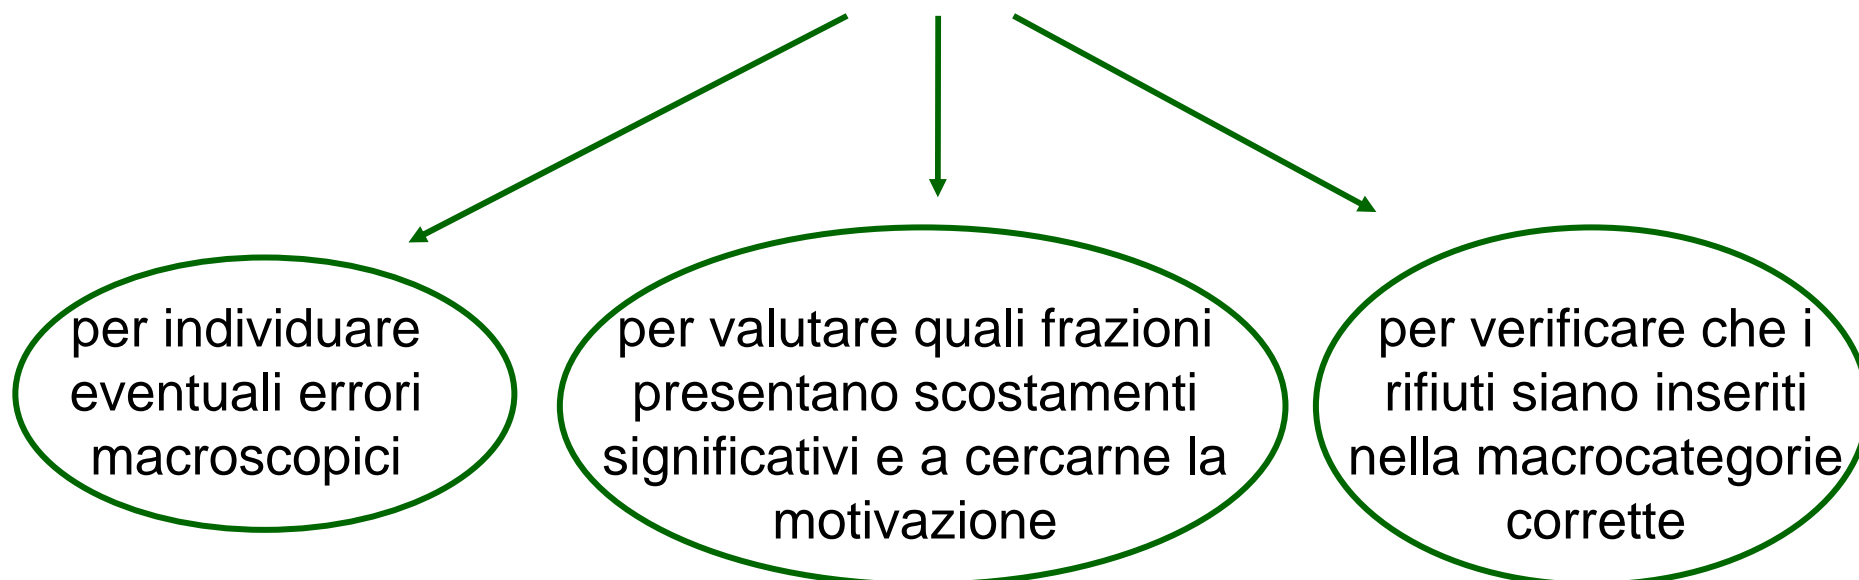 per individuare
eventuali errori
macroscopici
per valutare quali frazioni
presentano scostamenti
significativi e a cercarne la
motivazione
per verificare che i
rifiuti siano inseriti
nella macrocategorie
corrette